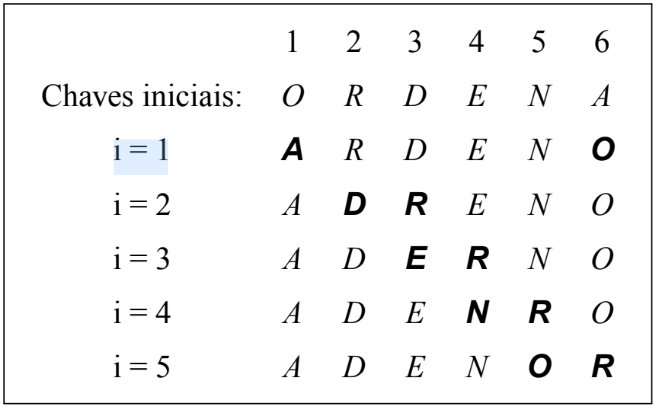 1 2 3 4 5 6
Chaves iniciais: O R D E N A
i = 1 A R D E N O
i = 2 A D R E N O
i = 3 A D E R N O
i = 4 A D E N R O
i = 5 A D E N O R